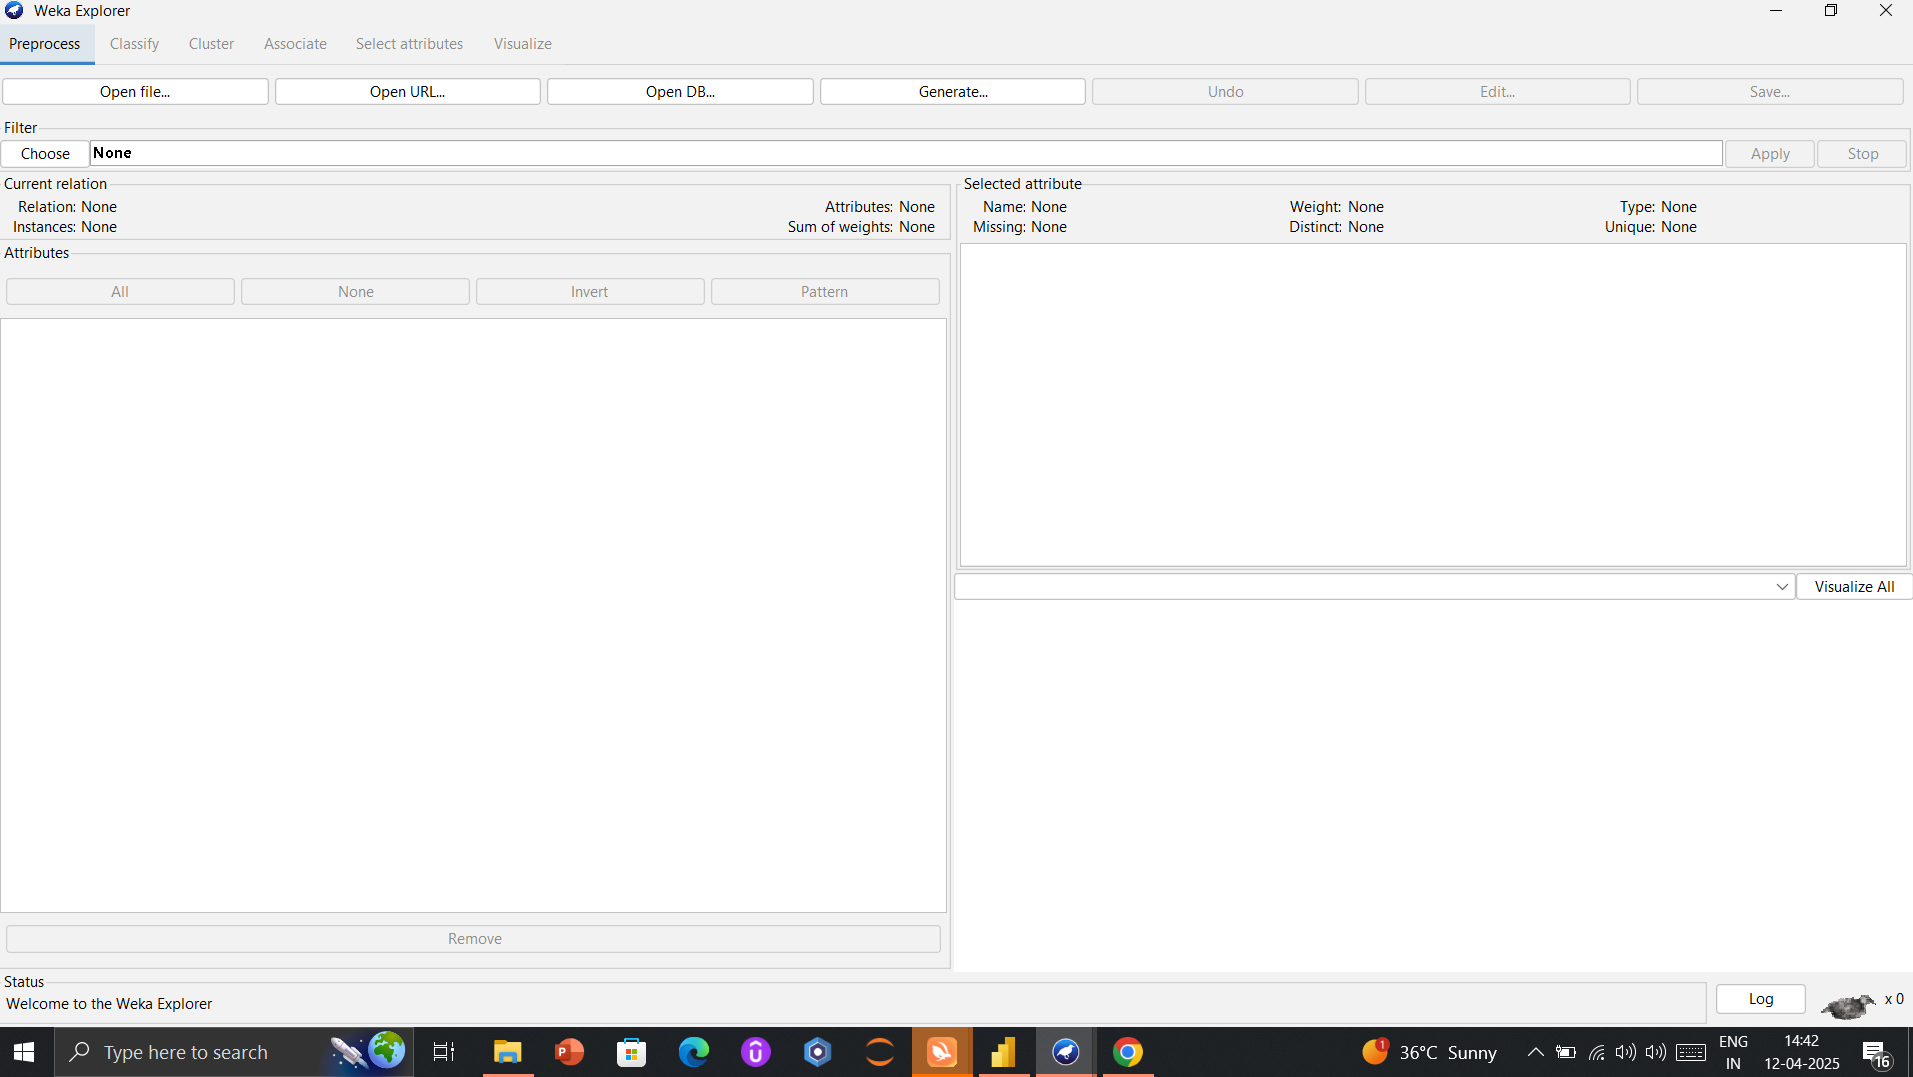 Weka Explorer
Preprocess Classify Cluster Associate Select attributes Visualize
Open file... Open URL... Open DB... Generate... Undo Edit... Save...
Filter
Choose None Apply Stop
Current relation
Relation: None Attributes: None
Instances: None Sum of weights: None
Selected attribute
Name: None Weight: None Type: None
Missing: None Distinct: None Unique: None
Attributes
All None Invert Pattern
Visualize All
Remove
Status
Welcome to the Weka Explorer
Log x 0
Type here to search
P
1
36°C Sunny
ENG
IN
14:42
12-04-2025
16